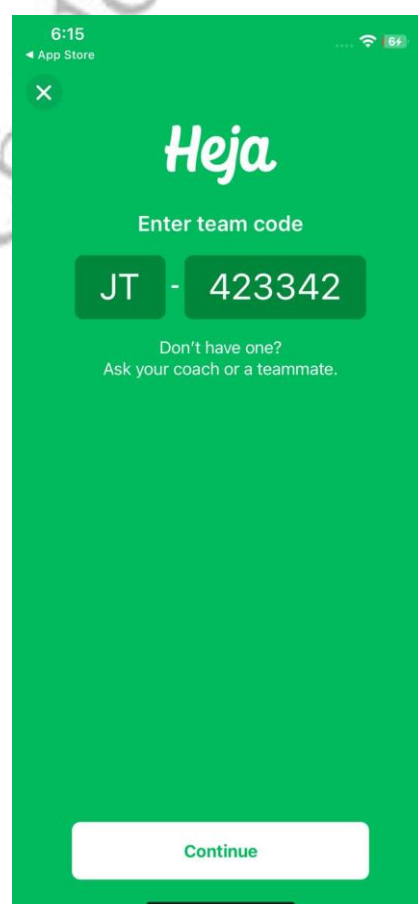 6:15
◀ App Store
6
Heja
Enter team code
JT - 423342
Don't have one?
Ask your coach or a teammate.
Continue